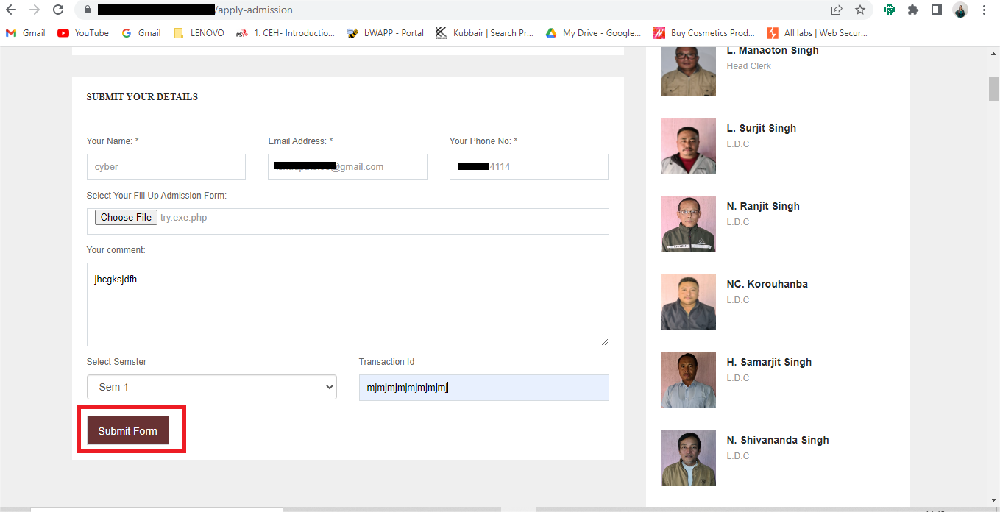 /apply-admission
Gmail
YouTube
Gmail
LENOVO
1. CEH- Introductio...
bWAPP - Portal
Kubbair | Search Pr...
My Drive - Google...
Buy Cosmetics Prod...
All labs | Web Secur...
SUBMIT YOUR DETAILS
Your Name: * Email Address: * Your Phone No: *
cyber @gmail.com 4114
Select Your Fill Up Admission Form:
Choose File try.exe.php
Your comment:
jhcgksjdfh
Select Semster Transaction Id
Sem 1 mjmjmjmjmjmjmjmj
Submit Form
L. Manaoton Singh
Head Clerk
L. Surjit Singh
L.D.C
N. Ranjit Singh
L.D.C
NC. Korouhanba
L.D.C
H. Samarjit Singh
L.D.C
N. Shivananda Singh
L.D.C